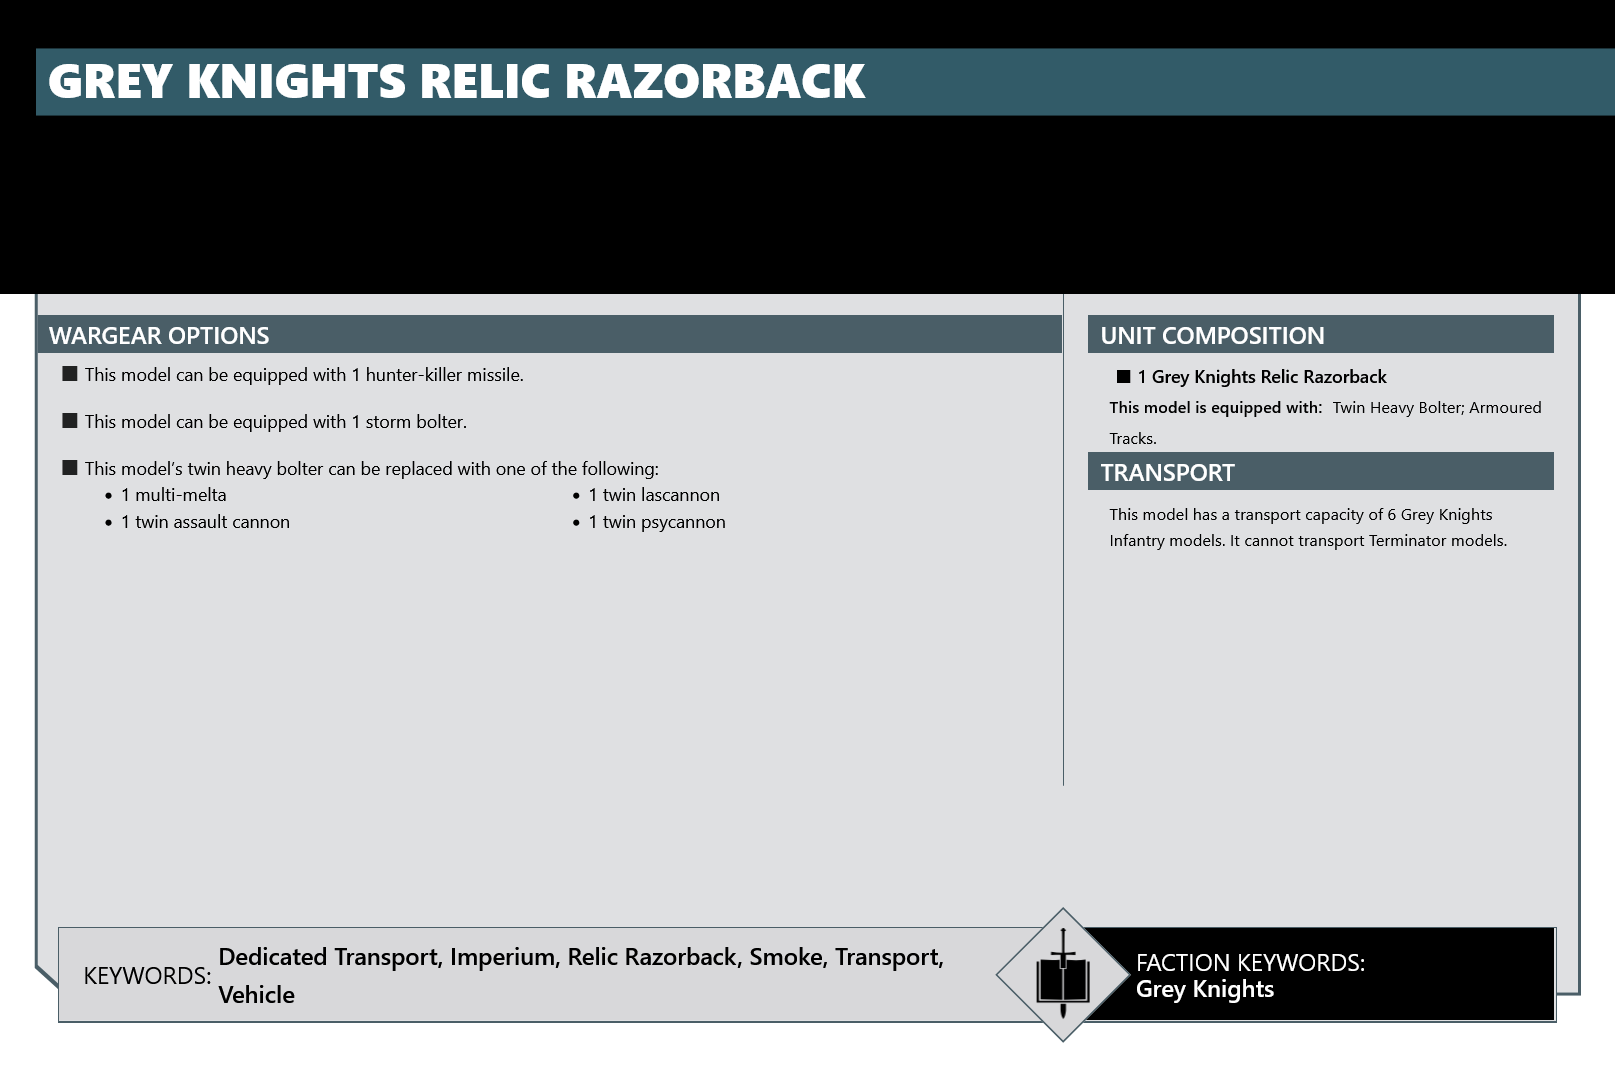 GREY KNIGHTS RELIC RAZORBACK
WARGEAR OPTIONS
■ This model can be equipped with 1 hunter-killer missile.
■ This model can be equipped with 1 storm bolter.
■ This model's twin heavy bolter can be replaced with one of the following:
• 1 multi-melta
• 1 twin assault cannon
• 1 twin lascannon
• 1 twin psycannon
UNIT COMPOSITION
■ 1 Grey Knights Relic Razorback
This model is equipped with: Twin Heavy Bolter; Armoured
Tracks.
TRANSPORT
This model has a transport capacity of 6 Grey Knights
Infantry models. It cannot transport Terminator models.
KEYWORDS:
Dedicated Transport, Imperium, Relic Razorback, Smoke, Transport,
Vehicle
FACTION KEYWORDS:
Grey Knights